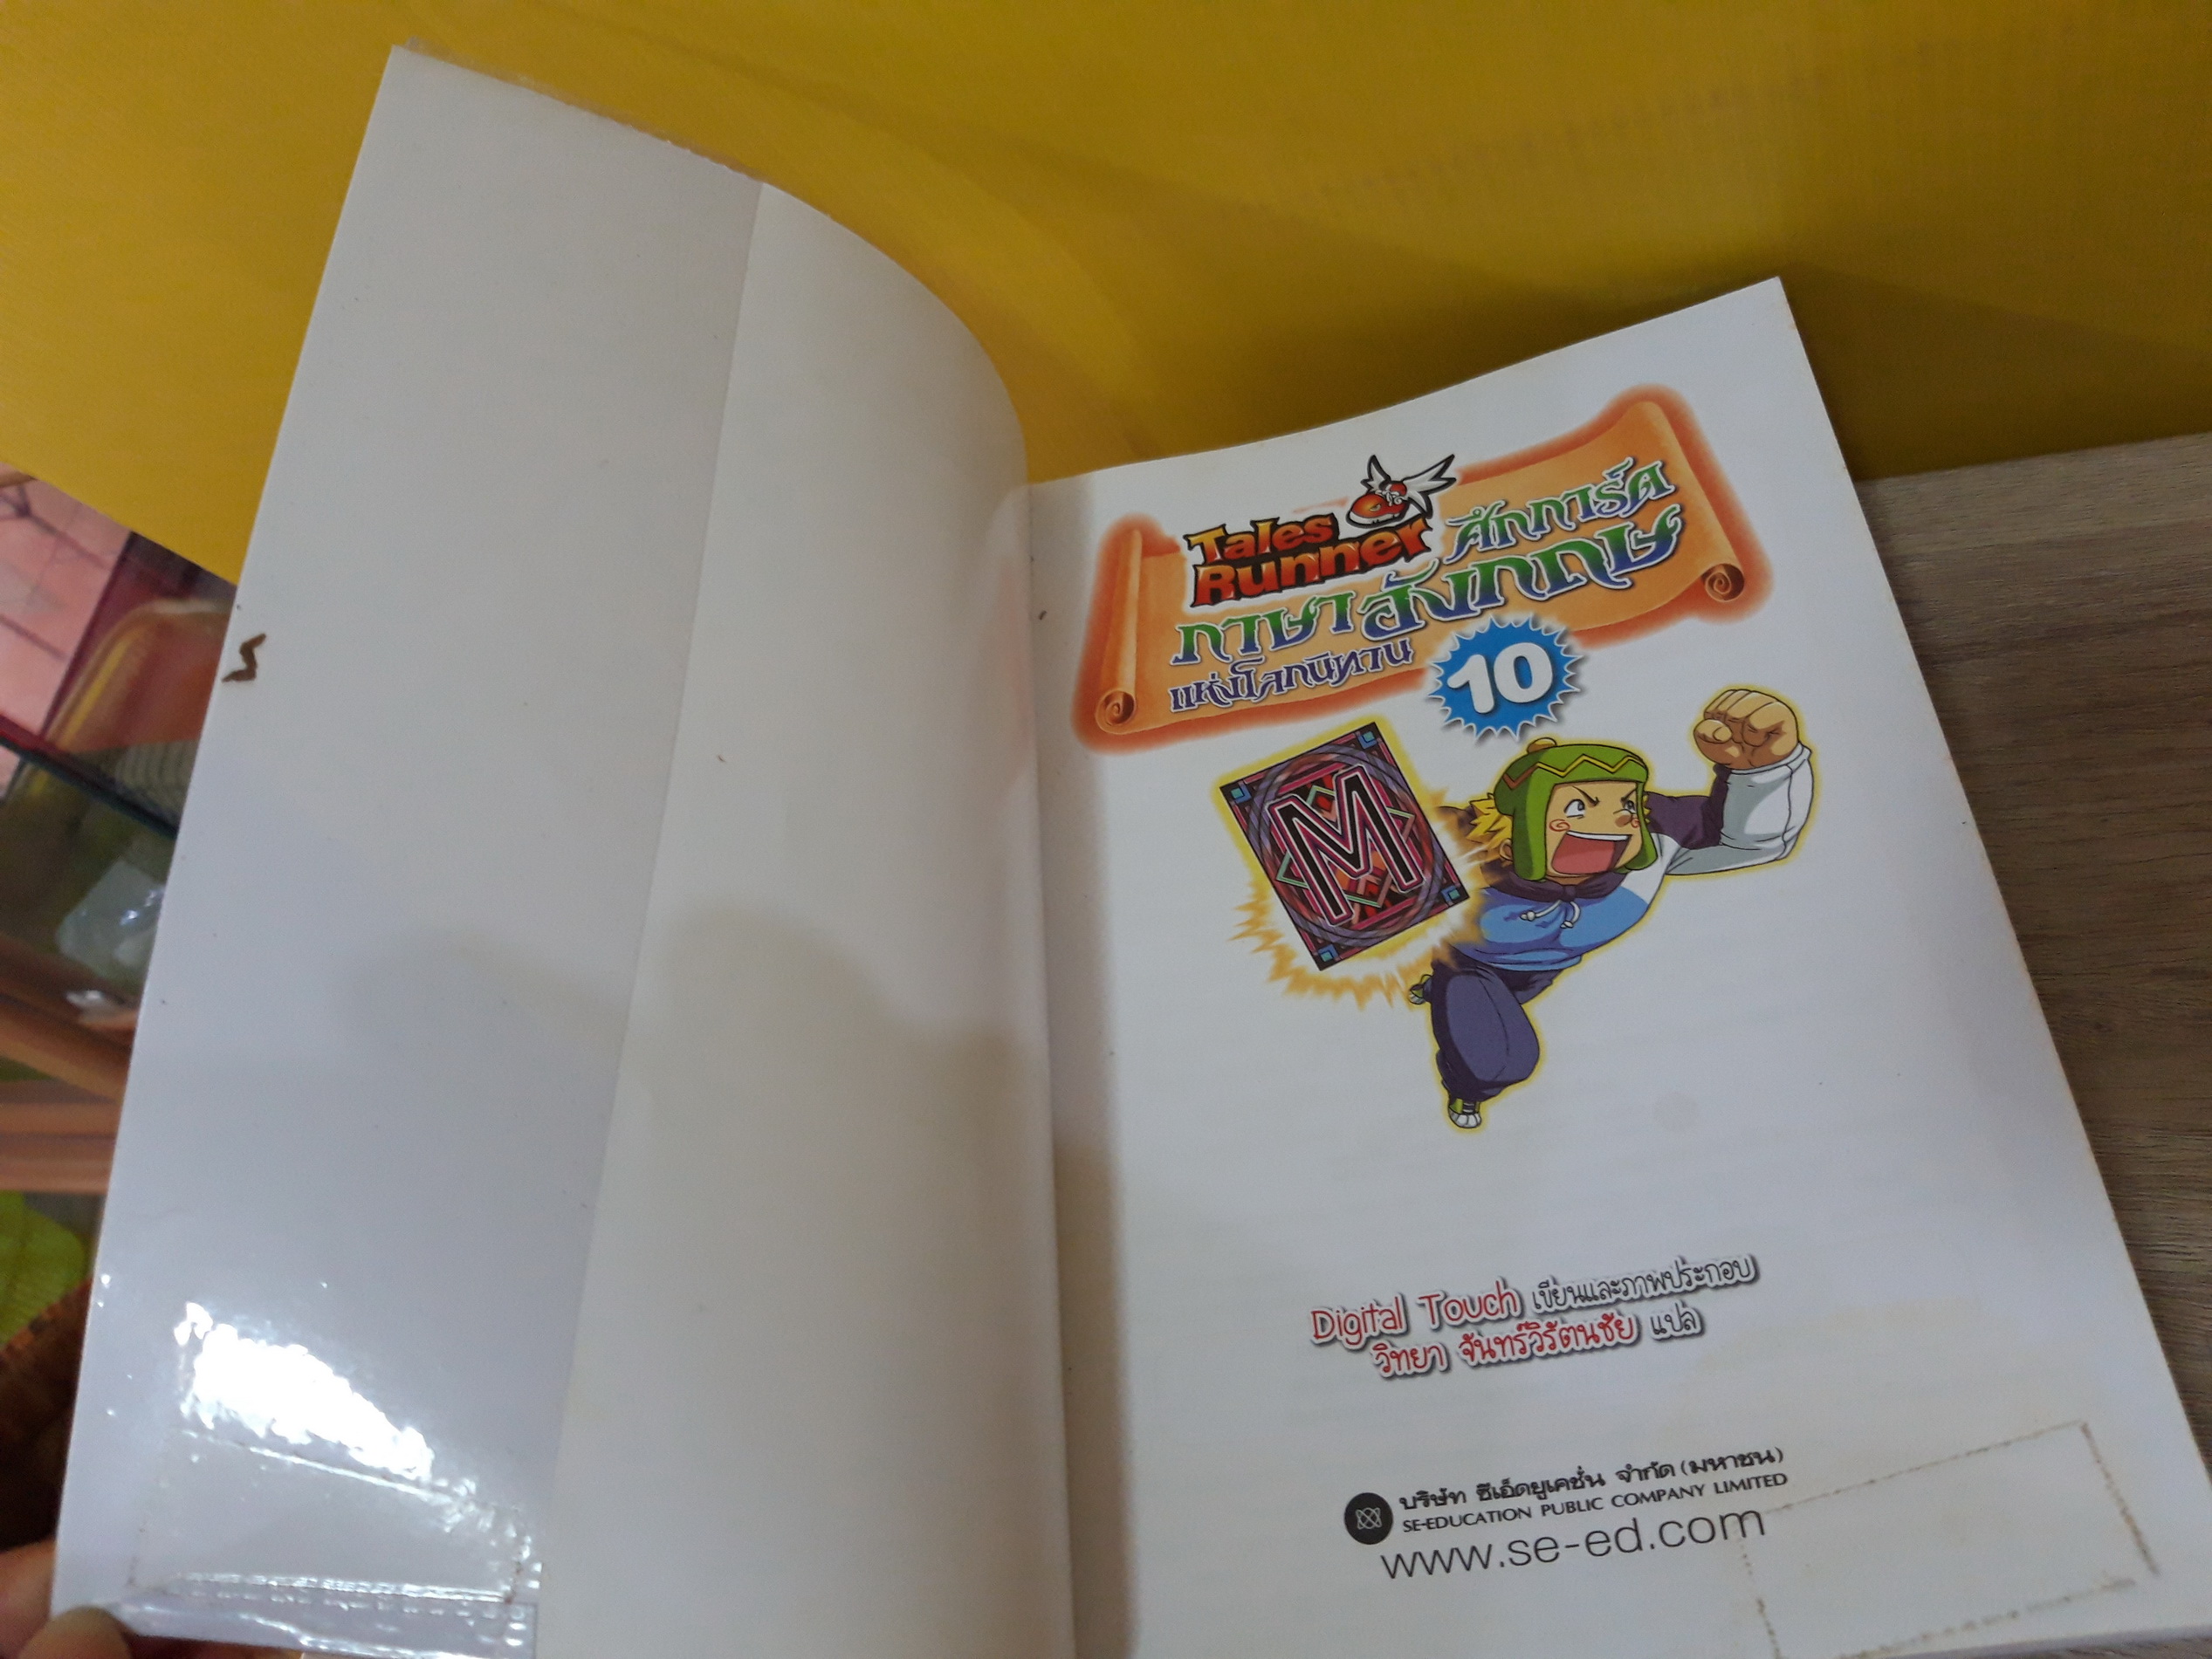 Tales
Runner
ศึกการ์ด
ภาษาอังกฤษ
แห่งโลกนิทาน
10
M
Digital Touch เขียนและภาพประกอบ
วิทยา จันทร์วิรัตนชัย แปล
บริษัท ซีเอ็ดยูเคชั่น จำกัด (มหาชน)
SE-EDUCATION PUBLIC COMPANY LIMITED
www.se-ed.com